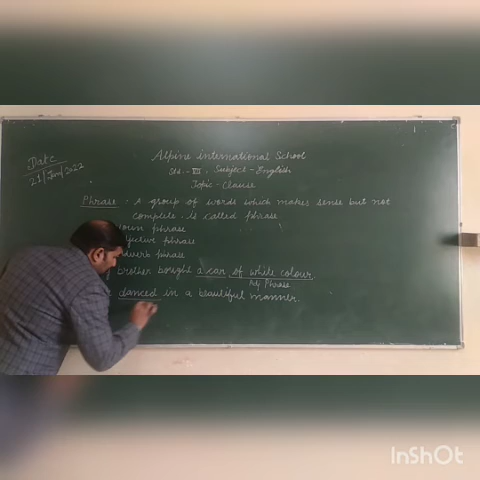 Date
21/Jan/2022
Alpine international School
Std.-VII, Subject-English
Topic-Clause
Phrase: A group of words which makes sense but not
complete. is called phrase
noun phrase
phrase
adverb phrase
brother bought a car of white colour.
Adj Phrase
danced in a beautiful manner.
InShOt